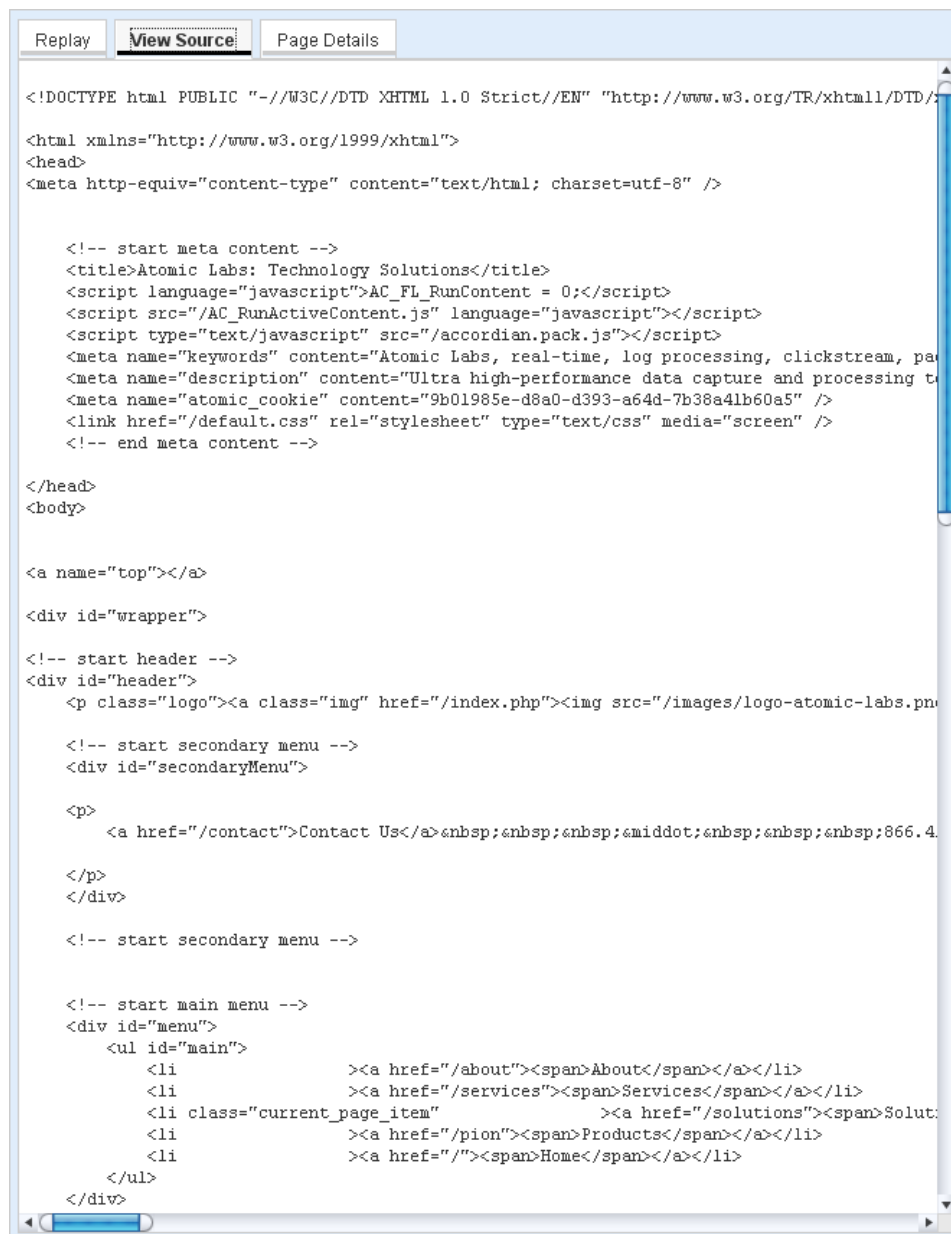 Replay View Source Page Details
<!DOCTYPE html PUBLIC "-//W3C//DTD XHTML 1.0 Strict//EN" "http://www.w3.org/TR/xhtml1/DTD/
<html xmlns="http://www.w3.org/1999/xhtml">
<head>
<meta http-equiv="content-type" content="text/html; charset=utf-8" />
<!-- start meta content -->
<title>Atomic Labs: Technology Solutions</title>
<script language="javascript">AC_FL_RunContent = 0;</script>
<script src="/AC_RunActiveContent.js" language="javascript"></script>
<script type="text/javascript" src="/accordian.pack.js"></script>
<meta name="keywords" content="Atomic Labs, real-time, log processing, clickstream, pa
<meta name="description" content="Ultra high-performance data capture and processing t
<meta name="atomic_cookie" content="9b01985e-d8a0-d393-a64d-7b38a41b60a5" />
<link href="/default.css" rel="stylesheet" type="text/css" media="screen" />
<!-- end meta content -->
</head>
<body>
<a name="top"></a>
<div id="wrapper">
<!-- start header -->
<div id="header">
<p class="logo"><a class="img" href="/index.php"><img src="/images/logo-atomic-labs.pn
<!-- start secondary menu -->
<div id="secondaryMenu">
<p>
<a href="/contact">Contact Us</a>&nbsp;&nbsp;&nbsp;&middot;&nbsp;&nbsp;&nbsp;866.4
</p>
</div>
<!-- start secondary menu -->
<!-- start main menu -->
<div id="menu">
<ul id="main">
<li ><a href="/about"><span>About</span></a></li>
<li ><a href="/services"><span>Services</span></a></li>
<li class="current_page_item" ><a href="/solutions"><span>Solut
<li ><a href="/pion"><span>Products</span></a></li>
<li ><a href="/"><span>Home</span></a></li>
</ul>
</div>